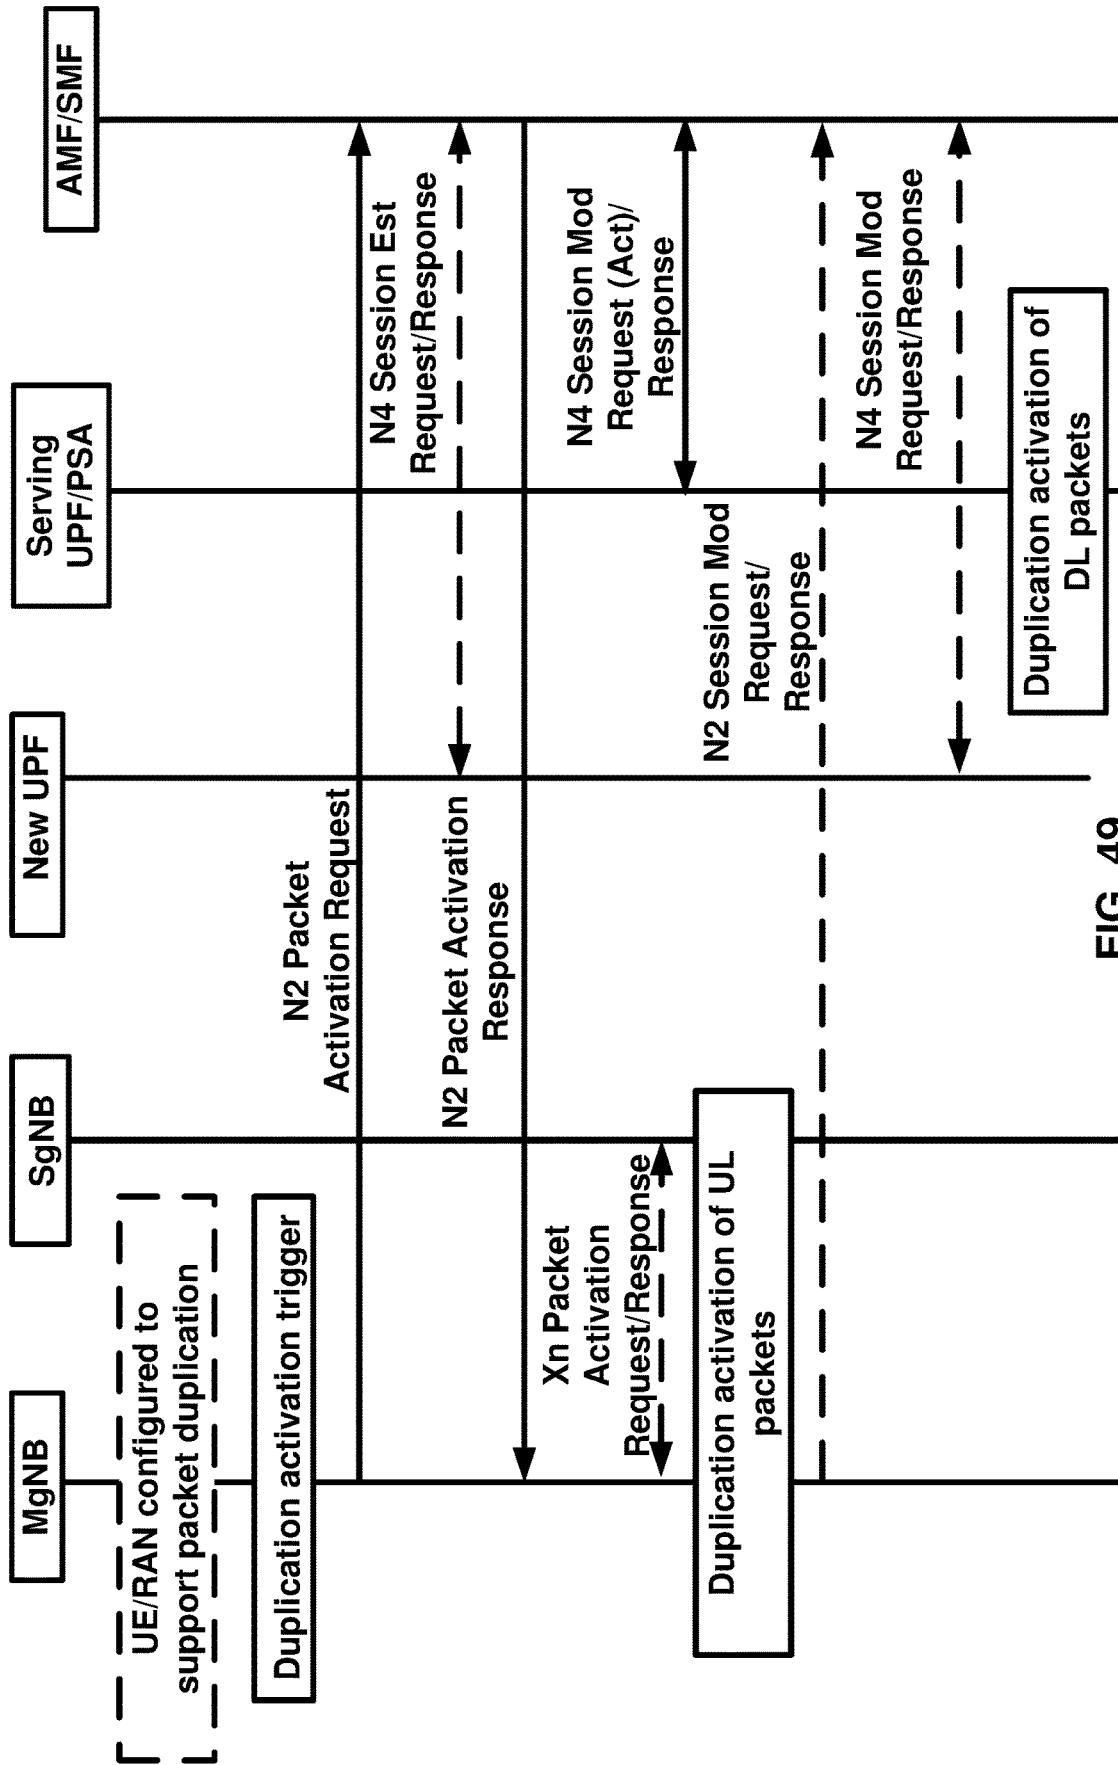 MgNB
SgNB
New UPF
Serving
UPF/PSA
AMF/SMF
UE/RAN configured to
support packet duplication
Duplication activation trigger
N2 Packet
Activation Request
N4 Session Est
Request/Response
N2 Packet Activation
Response
Xn Packet
Activation
Request/Response
N4 Session Mod
Request (Act)/
Response
Duplication activation of UL
packets
N2 Session Mod
Request/
Response
N4 Session Mod
Request/Response
Duplication activation of
DL packets
FIG. 49